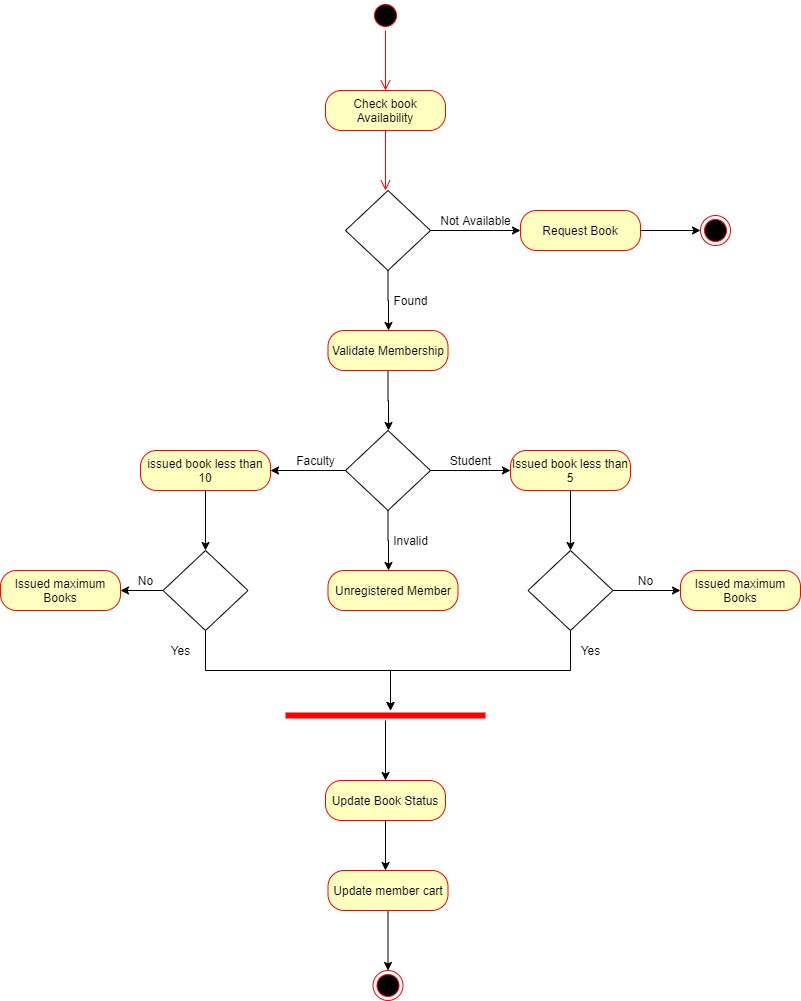 Check book
Availability
Not Available
Request Book
Found
Validate Membership
issued book less than
10
Faculty
Student
Issued book less than
5
Invalid
Issued maximum
Books
No
Unregistered Member
No
Issued maximum
Books
Yes
Yes
Update Book Status
Update member cart